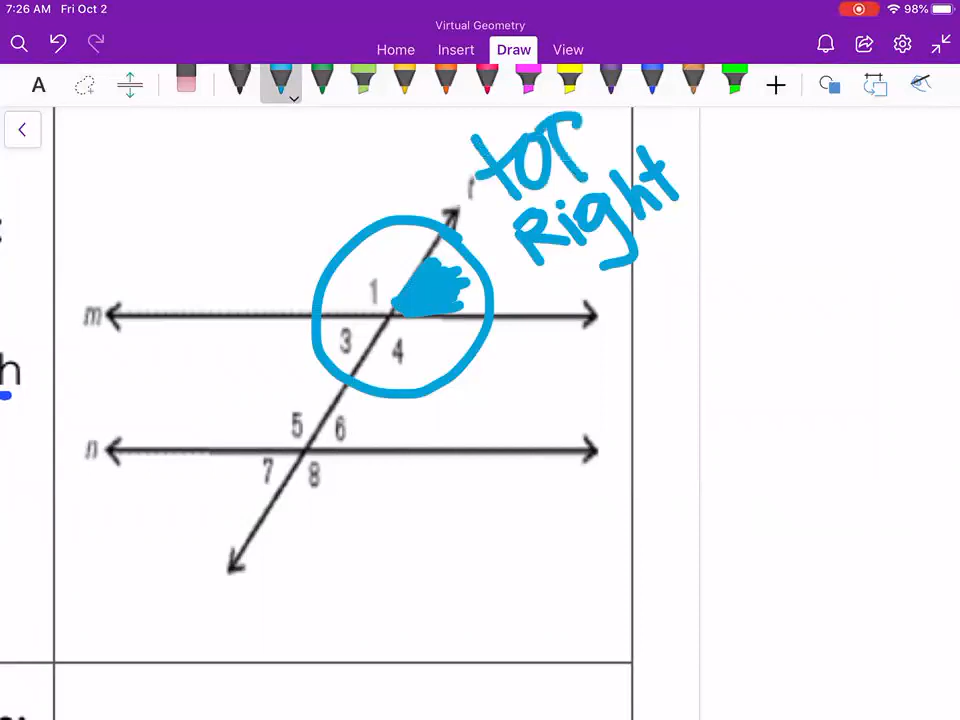 7:26 AM Fri Oct 2
98%
Virtual Geometry
Home Insert Draw View
A
top
Right
t
1
m
3 4
h
5 6
n
7 8